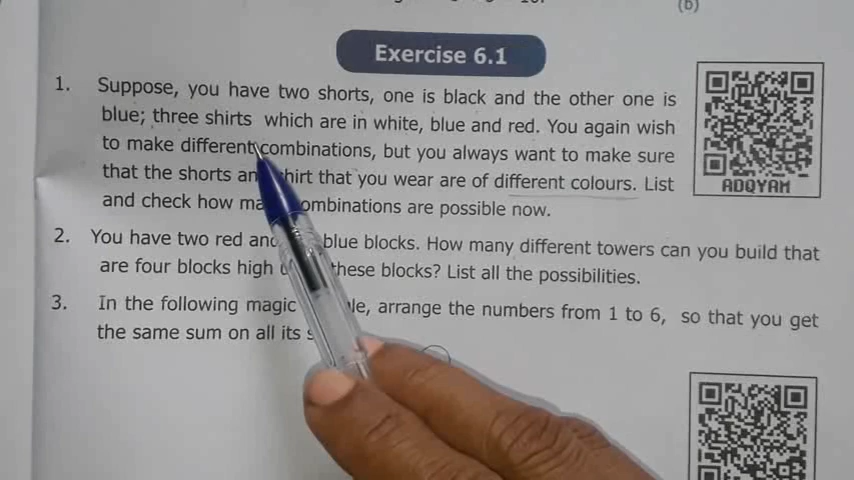 (b)
Exercise 6.1
1. Suppose, you have two shorts, one is black and the other one is
blue; three shirts which are in white, blue and red. You again wish
to make different combinations, but you always want to make sure
that the shorts an shirt that you wear are of different colours. List
and check how ma combinations are possible now.
ADQYAM
2. You have two red and blue blocks. How many different towers can you build that
are four blocks high these blocks? List all the possibilities.
3. In the following magic le, arrange the numbers from 1 to 6, so that you get
the same sum on all its s